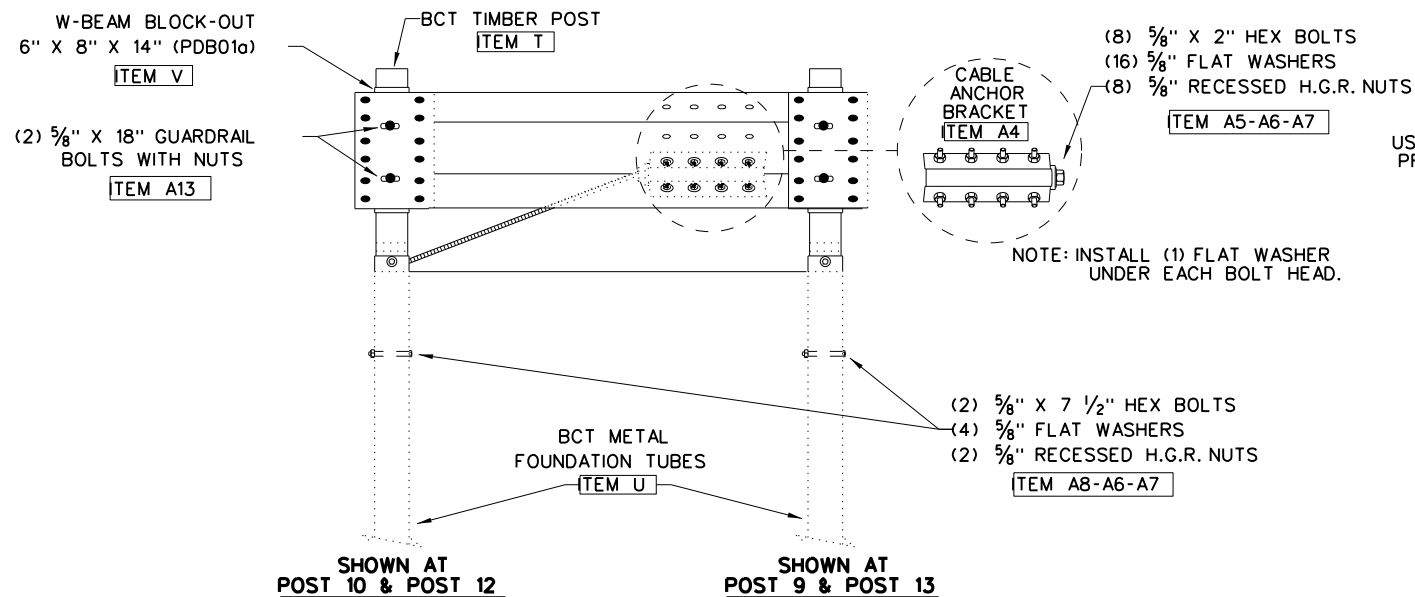 W-BEAM BLOCK-OUT
6" X 8" X 14" (PDB01a)
ITEM V
BCT TIMBER POST
ITEM T
(2) 5/8" X 18" GUARDRAIL
BOLTS WITH NUTS
ITEM A13
CABLE
ANCHOR
BRACKET
ITEM A4
(8) 5/8" X 2" HEX BOLTS
(16) 5/8" FLAT WASHERS
(8) 5/8" RECESSED H.G.R. NUTS
ITEM A5-A6-A7
US
PR
NOTE: INSTALL (1) FLAT WASHER
UNDER EACH BOLT HEAD.
(2) 5/8" X 7 1/2" HEX BOLTS
(4) 5/8" FLAT WASHERS
(2) 5/8" RECESSED H.G.R. NUTS
ITEM A8-A6-A7
BCT METAL
FOUNDATION TUBES
ITEM U
SHOWN AT
POST 10 & POST 12
SHOWN AT
POST 9 & POST 13